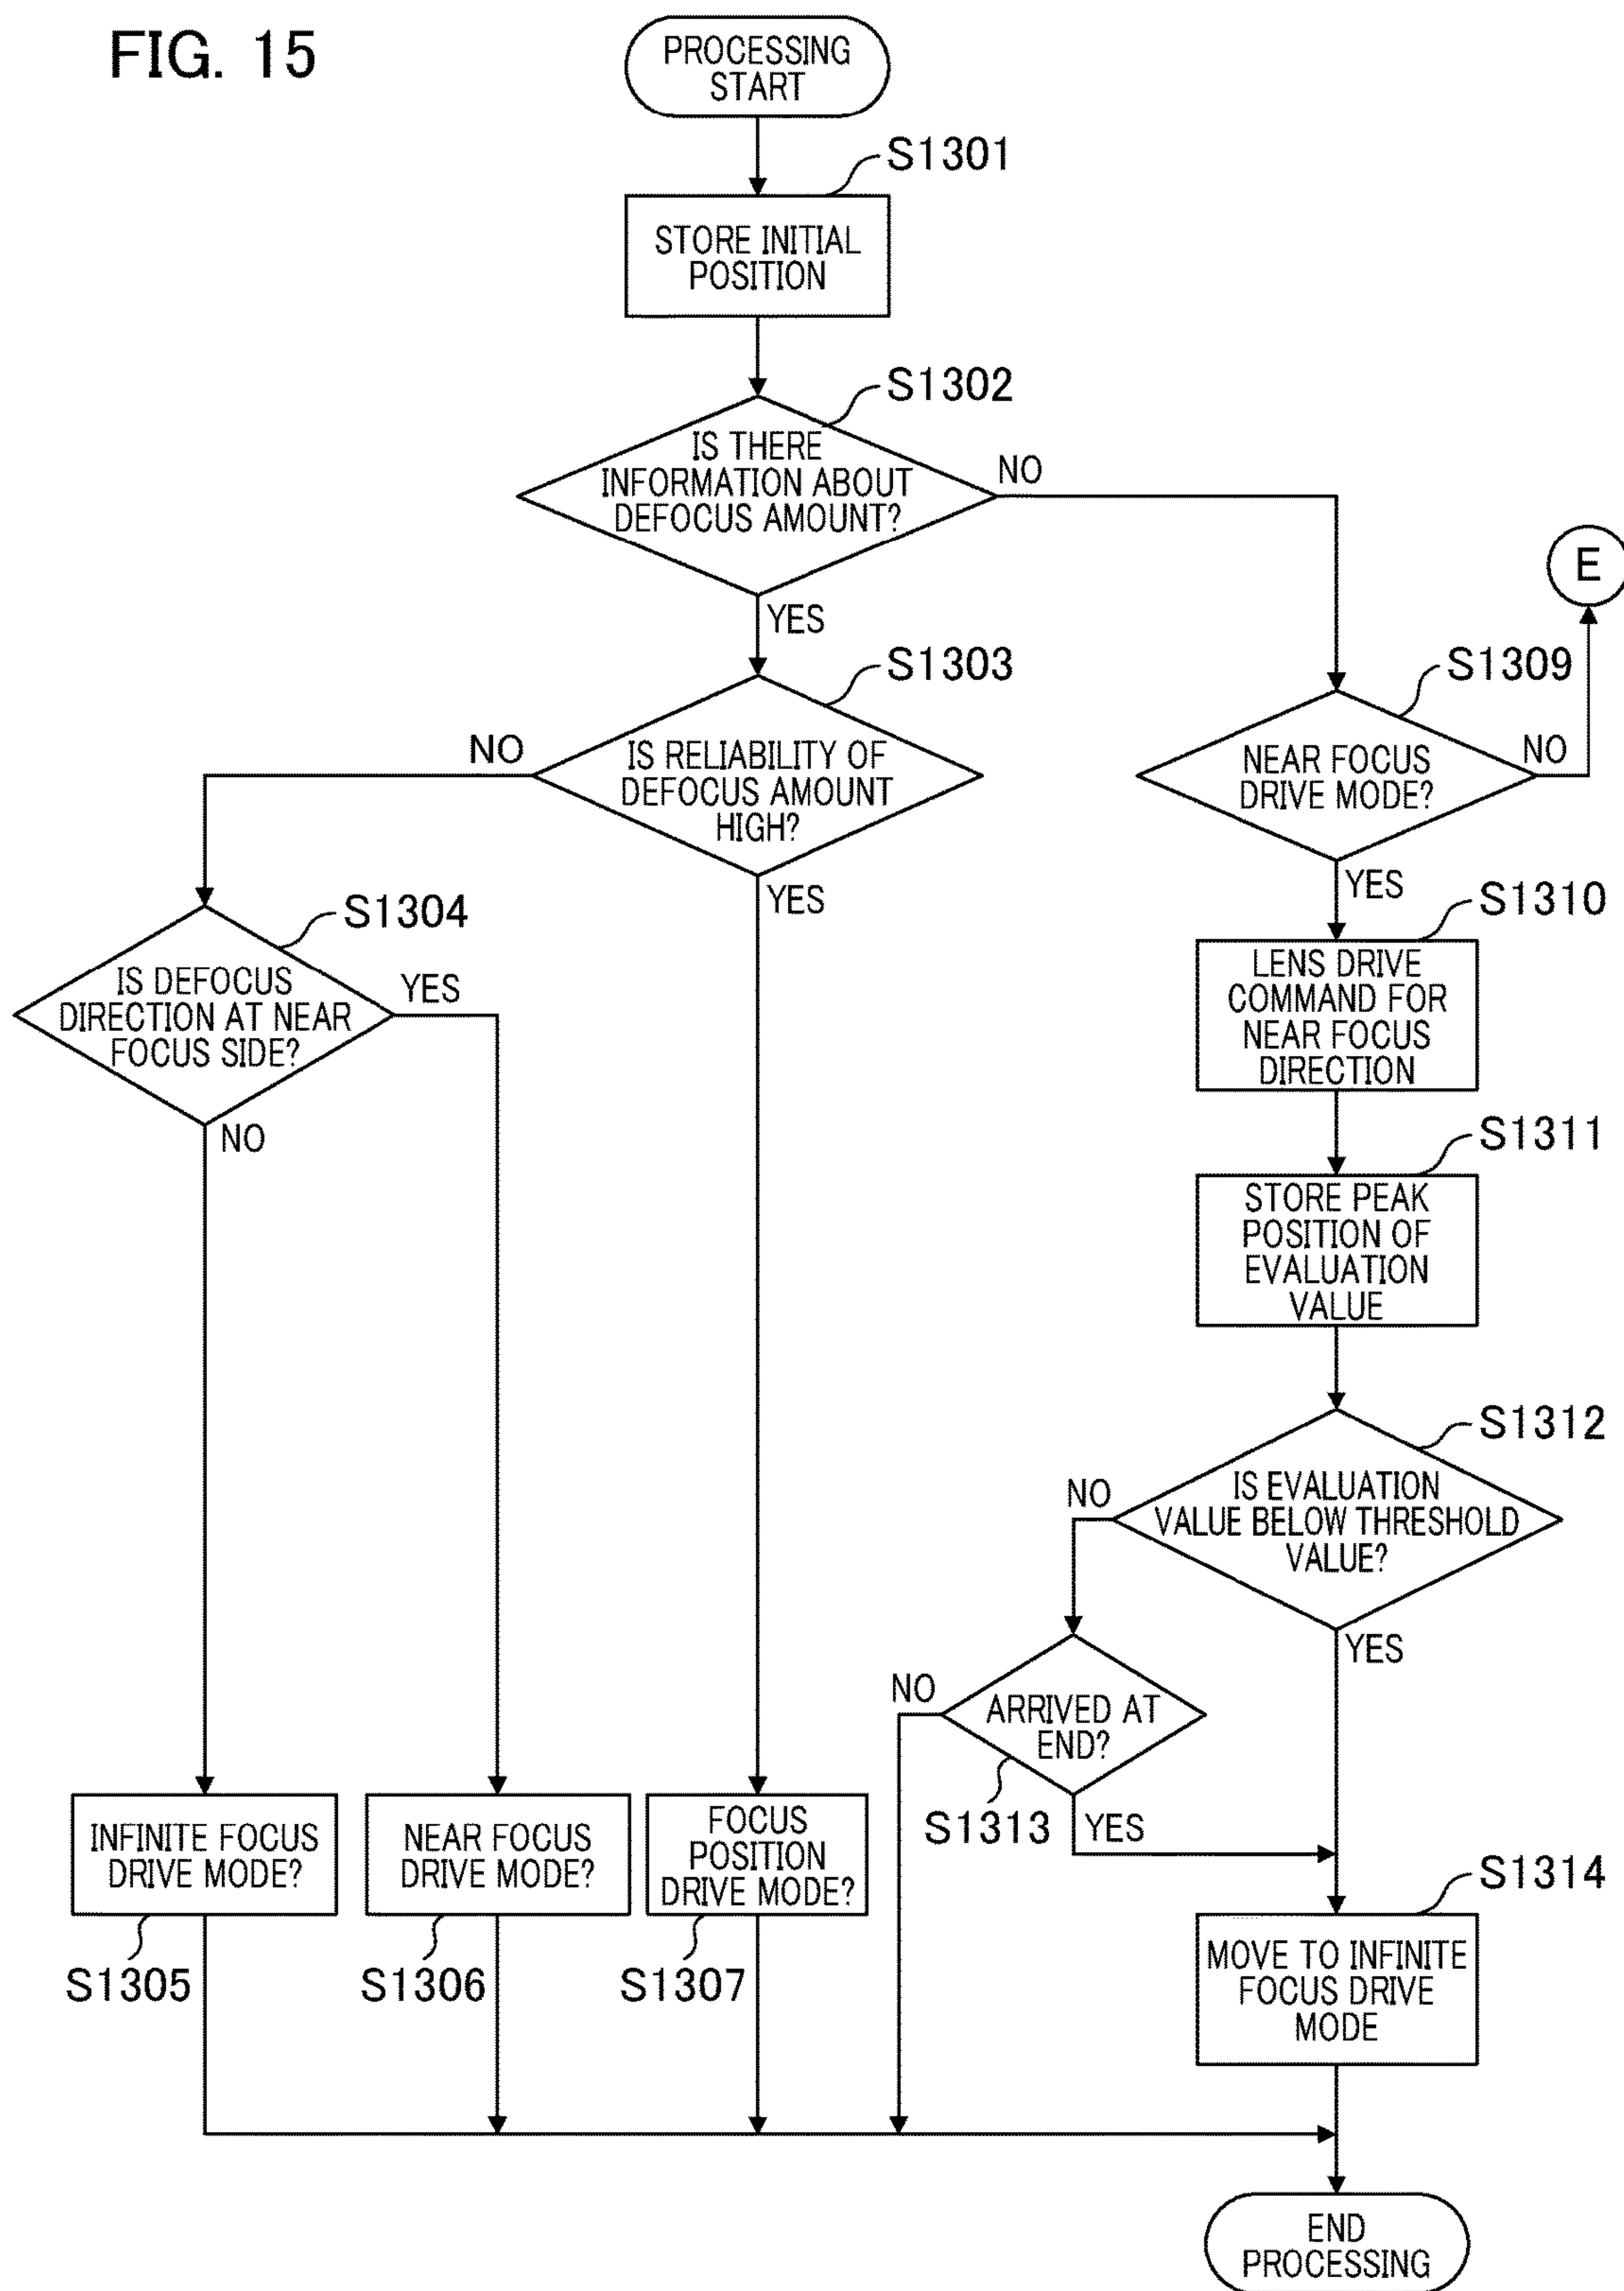 FIG. 15
PROCESSING
START
S1301
STORE INITIAL
POSITION
S1302
IS THERE
INFORMATION ABOUT
DEFOCUS AMOUNT?
NO
YES
E
S1303
IS RELIABILITY OF
DEFOCUS AMOUNT
HIGH?
NO
YES
S1309
NEAR FOCUS
DRIVE MODE?
NO
YES
S1304
IS DEFOCUS
DIRECTION AT NEAR
FOCUS SIDE?
YES
NO
S1310
LENS DRIVE
COMMAND FOR
NEAR FOCUS
DIRECTION
S1311
STORE PEAK
POSITION OF
EVALUATION
VALUE
S1312
IS EVALUATION
VALUE BELOW THRESHOLD
VALUE?
NO
YES
ARRIVED AT
END?
NO
S1313
YES
INFINITE FOCUS
DRIVE MODE?
S1305
NEAR FOCUS
DRIVE MODE?
S1306
FOCUS
POSITION
DRIVE MODE?
S1307
S1314
MOVE TO INFINITE
FOCUS DRIVE
MODE
END
PROCESSING